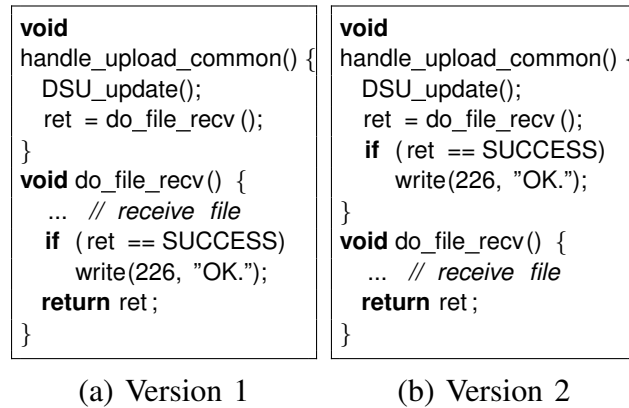 void
handle_upload_common() {
DSU_update();
ret = do_file_recv ();
}
void do_file_recv() {
... // receive file
if ( ret == SUCCESS)
write(226, ”OK.”);
return ret ;
}
(a) Version 1
void
handle_upload_common() {
DSU_update();
ret = do_file_recv ();
if ( ret == SUCCESS)
write(226, ”OK.”);
}
void do_file_recv() {
... // receive file
return ret ;
}
(b) Version 2